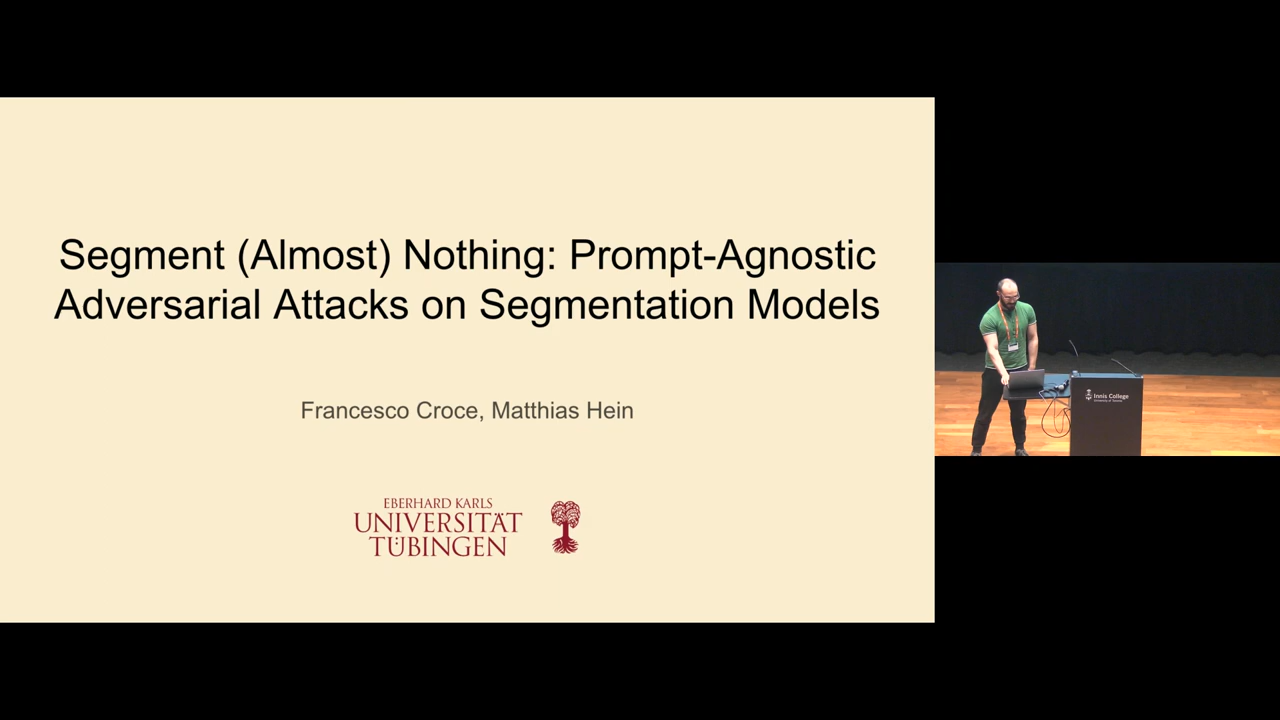 Segment (Almost) Nothing: Prompt-Agnostic
Adversarial Attacks on Segmentation Models
Francesco Croce, Matthias Hein
EBERHARD KARLS
UNIVERSITÄT
TÜBINGEN
Innis College